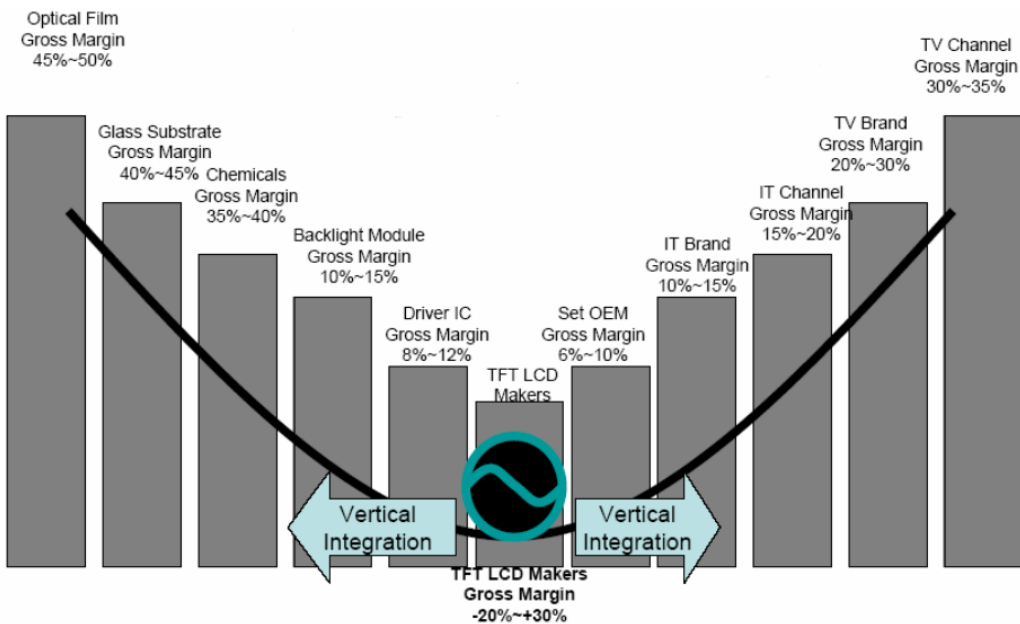 Optical Film
Gross Margin
45%~50%
Glass Substrate
Gross Margin
40%~45%
Chemicals
Gross Margin
35%~40%
Backlight Module
Gross Margin
10%~15%
Driver IC
Gross Margin
8%~12%
TFT LCD
Makers
Set OEM
Gross Margin
6%~10%
IT Brand
Gross Margin
10%~15%
IT Channel
Gross Margin
15%~20%
TV Brand
Gross Margin
20%~30%
TV Channel
Gross Margin
30%~35%
Vertical
Integration
Vertical
Integration
TFT LCD Makers
Gross Margin
-20%~+30%